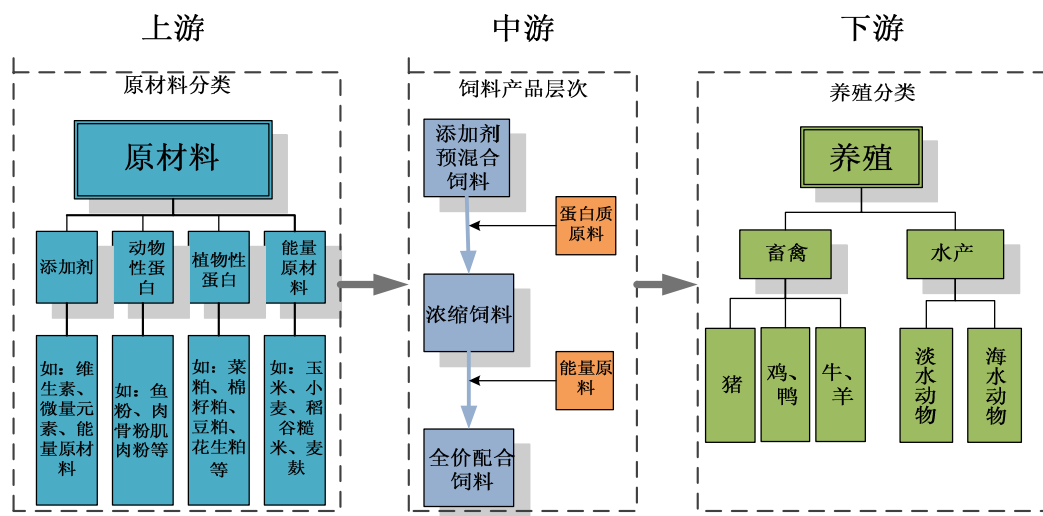 上游
中游
下游
原材料分类
饲料产品层次
养殖分类
原材料
添加剂
动物
性蛋
白
植物性
蛋白
能量
原材
料
如：维
生素、
微量元
素、能
量原材
料
如：鱼
粉、肉
骨粉肌
肉粉等
如：菜
粕、棉
籽粕、
豆粕、
花生粕
等
如：玉
米、小
麦、稻
谷糙
米、麦
麸
添加剂
预混合
饲料
蛋白质
原料
浓缩饲料
能量原
料
全价配合
饲料
养殖
畜禽
水产
猪
鸡、
鸭
牛、
羊
淡水动物
海水动物